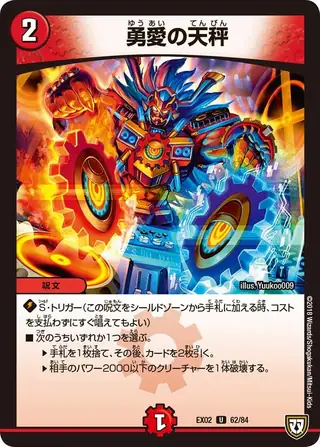 2
ゆうあい てんびん
勇愛の天秤
illus. Yuukoo009
呪文
S・トリガー(この呪文をシールドゾーンから手札に加える時、コスト
を支払わずにすぐ唱えてもよい)
■ 次のうちいずれか1つを選ぶ。
▶手札を1枚捨て、その後、カードを2枚引く。
▶相手のパワー2000以下のクリーチャーを1体破壊する。
1
EX02 U 62/84
©2018 Wizards/Shogakukan/Mitsui-Kids